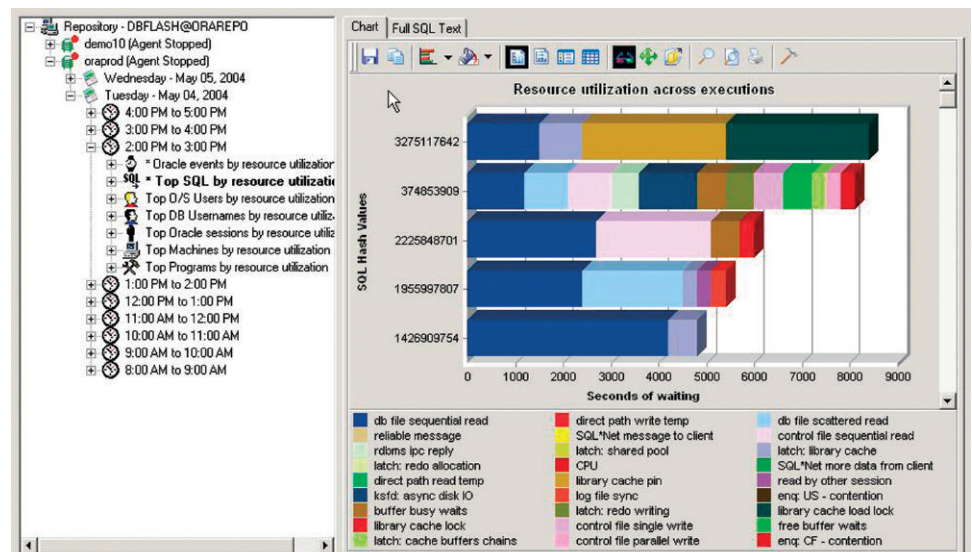 Repository - DBFLASH@ORAREPO
demo10 (Agent Stopped)
oraprod (Agent Stopped)
Wednesday - May 05, 2004
Tuesday - May 04, 2004
4:00 PM to 5:00 PM
3:00 PM to 4:00 PM
2:00 PM to 3:00 PM
* Oracle events by resource utilization
SQL * Top SQL by resource utilizati
Top O/S Users by resource utilization
Top DB Usernames by resource utiliz
Top Oracle sessions by resource utiliz
Top Machines by resource utilization
Top Programs by resource utilization
1:00 PM to 2:00 PM
12:00 PM to 1:00 PM
11:00 AM to 12:00 PM
10:00 AM to 11:00 AM
9:00 AM to 10:00 AM
8:00 AM to 9:00 AM
Chart Full SQL Text
Resource utilization across executions
SQL Hash Values
3275117642
374853909
2225848701
1955997807
1426909754
0 1000 2000 3000 4000 5000 6000 7000 8000 9000
Seconds of waiting
db file sequential read direct path write temp db file scattered read
reliable message SQL*Net message to client control file sequential read
rdbms ipc reply latch: shared pool latch: library cache
latch: redo allocation CPU SQL*Net more data from client
direct path read temp library cache pin read by other session
ksfd: async disk IO log file sync enq: US - contention
buffer busy waits latch: redo writing library cache load lock
library cache lock control file single write free buffer waits
latch: cache buffers chains control file parallel write enq: CF - contention